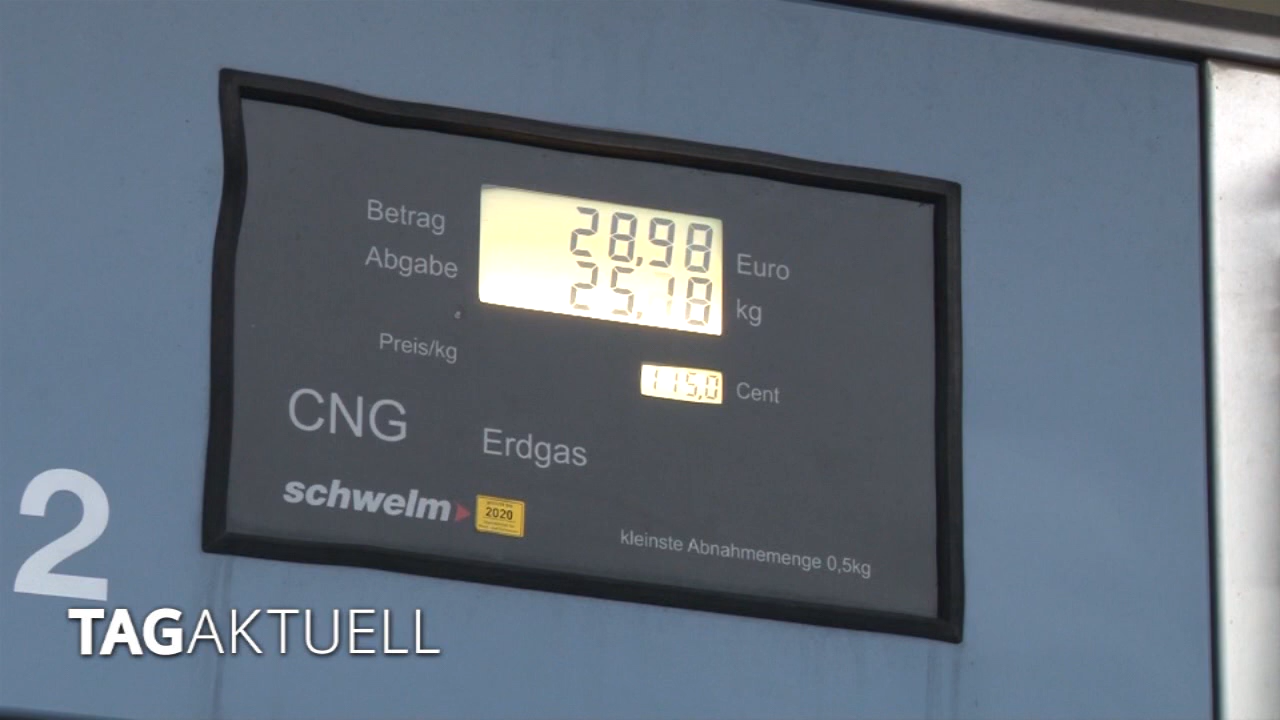 Betrag 28,98 Euro
Abgabe 25,18 kg
Preis/kg 115,0 Cent
CNG Erdgas
schwelm 2020
kleinste Abnahmemenge 0,5kg
2
TAGAKTUELL